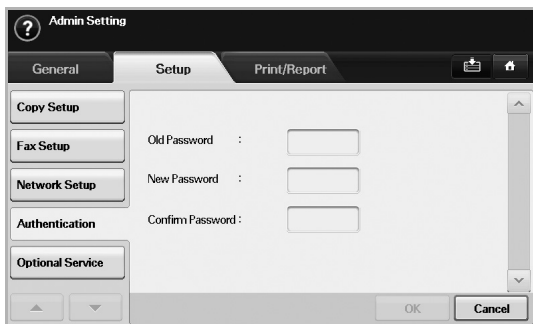 ? Admin Setting
General Setup Print/Report
Copy Setup
Fax Setup
Network Setup
Authentication
Optional Service
Old Password :
New Password :
Confirm Password :
OK Cancel